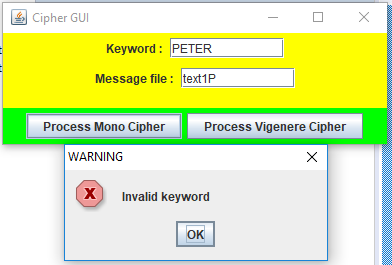 Cipher GUI
Keyword : PETER
Message file : text1P
Process Mono Cipher Process Vigenere Cipher
WARNING
Invalid keyword
OK